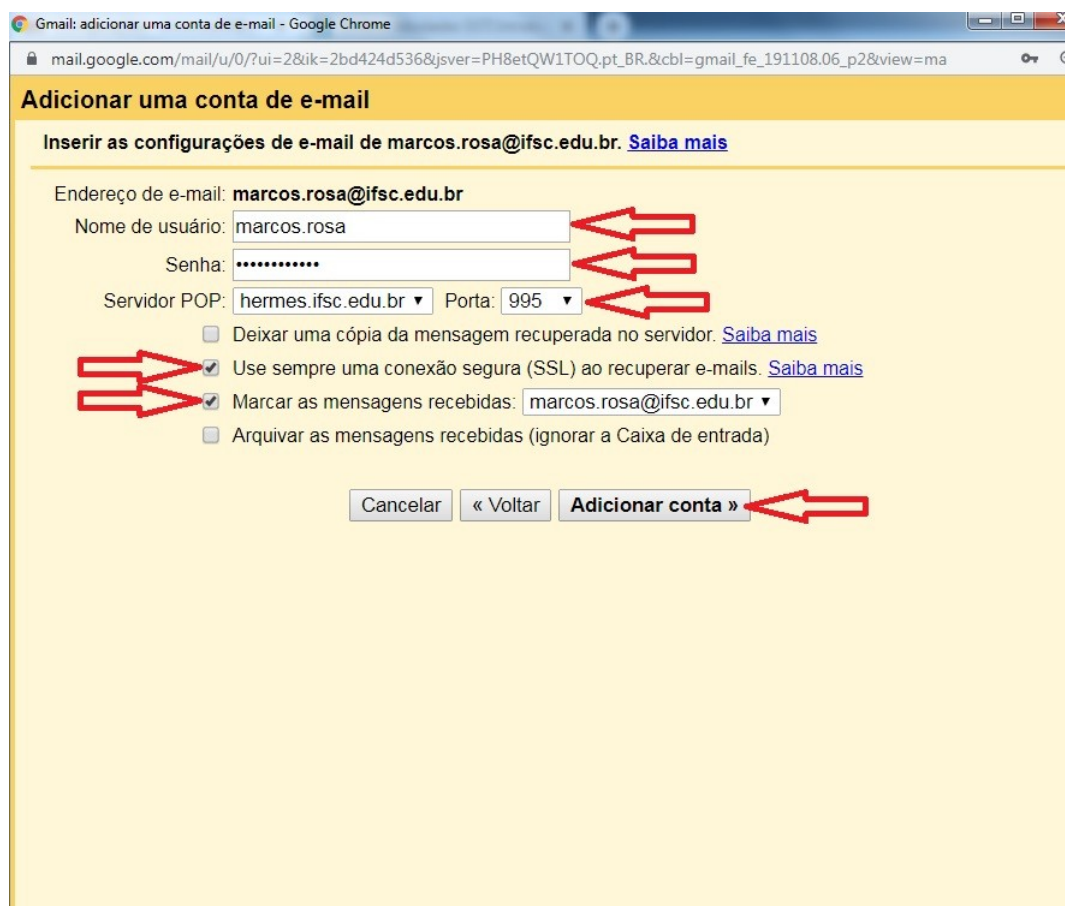 Gmail: adicionar uma conta de e-mail - Google Chrome
mail.google.com/mail/u/0/?ui=2&ik=2bd424d536&jsver=PH8etQW1TOQ.pt_BR.&cbl=gmail_fe_191108.06_p2&view=ma
Adicionar uma conta de e-mail
Inserir as configurações de e-mail de marcos.rosa@ifsc.edu.br. Saiba mais
Endereço de e-mail: marcos.rosa@ifsc.edu.br
Nome de usuário: marcos.rosa
Senha: ••••••••••••
Servidor POP: hermes.ifsc.edu.br ▼ Porta: 995 ▼
Deixar uma cópia da mensagem recuperada no servidor. Saiba mais
Use sempre uma conexão segura (SSL) ao recuperar e-mails. Saiba mais
Marcar as mensagens recebidas: marcos.rosa@ifsc.edu.br ▼
Arquivar as mensagens recebidas (ignorar a Caixa de entrada)
Cancelar « Voltar Adicionar conta »